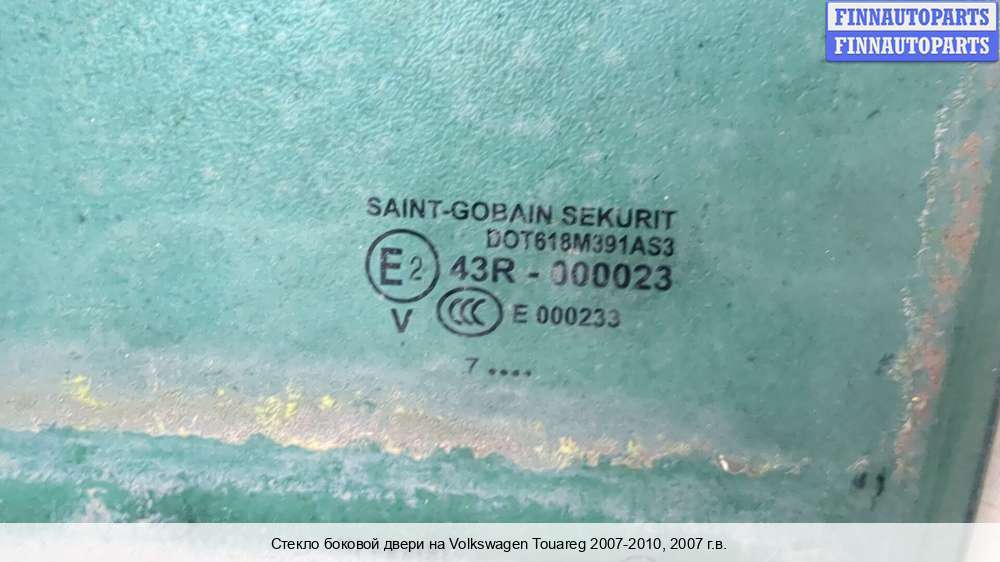 FINNAUTOPARTS
FINNAUTOPARTS
SAINT-GOBAIN SEKURIT
DOT618M391AS3
E2 43R - 000023
V CCC E 000233
7 ....
Стекло боковой двери на Volkswagen Touareg 2007-2010, 2007 г.в.